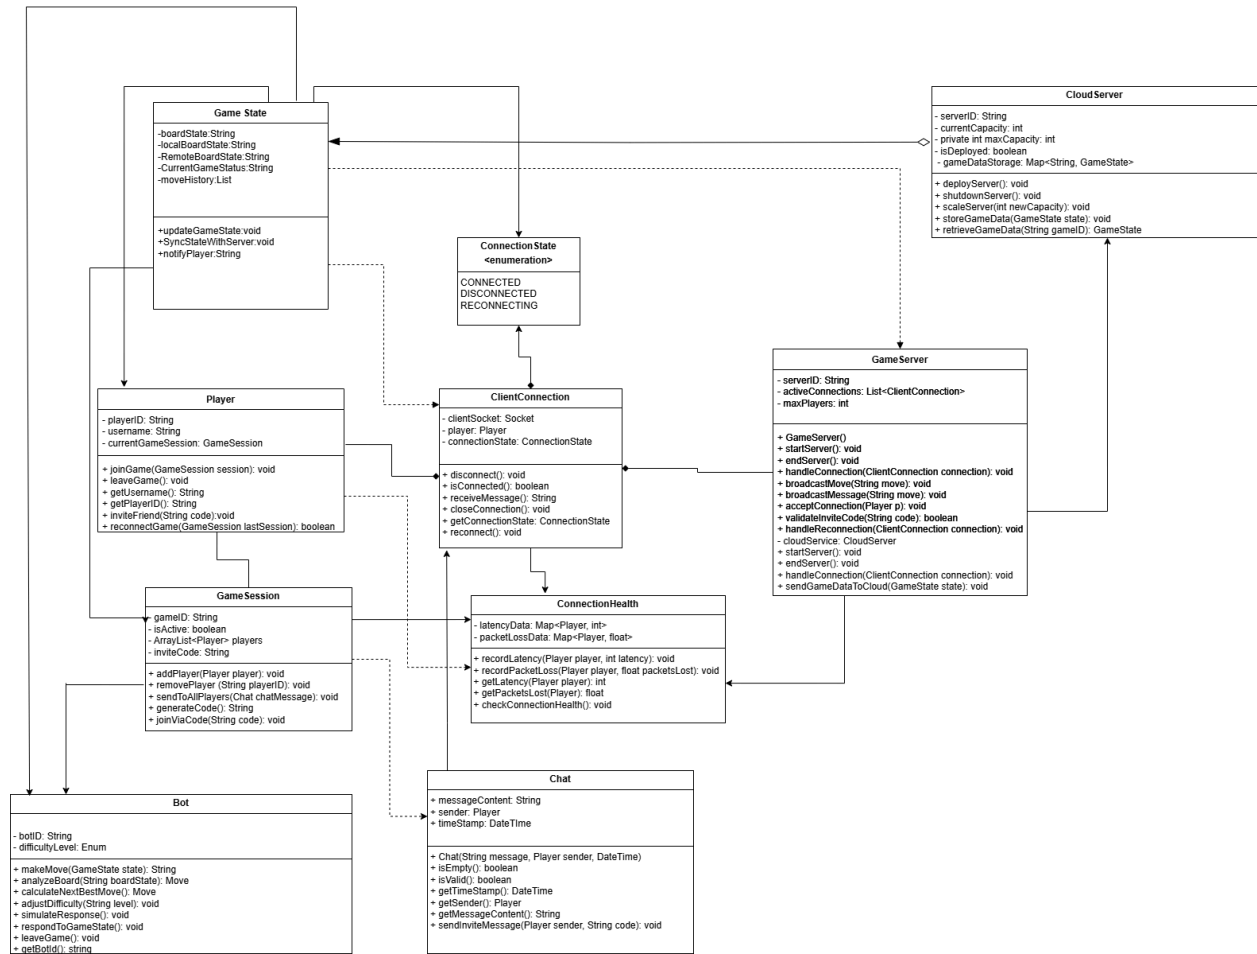 Game State
-boardState:String
-localBoardState:String
-RemoteBoardState:String
-CurrentGameStatus:String
-moveHistory:List
+updateGameState:void
+SyncStateWithServer:void
+notifyPlayer:String
CloudServer
- serverID: String
- currentCapacity: int
- private int maxCapacity: int
- isDeployed: boolean
- gameDataStorage: Map<String, GameState>
+ deployServer(): void
+ shutdownServer(): void
+ scaleServer(int newCapacity): void
+ storeGameData(GameState state): void
+ retrieveGameData(String gameID): GameState
ConnectionState
<enumeration>
CONNECTED
DISCONNECTED
RECONNECTING
GameServer
- serverID: String
- activeConnections: List<ClientConnection>
- maxPlayers: int
+ GameServer()
+ startServer(): void
+ endServer(): void
+ handleConnection(ClientConnection connection): void
+ broadcastMove(String move): void
+ broadcastMessage(String move): void
+ acceptConnection(Player p): void
+ validateInviteCode(String code): boolean
+ handleReconnection(ClientConnection connection): void
- cloudService: CloudServer
+ startServer(): void
+ endServer(): void
+ handleConnection(ClientConnection connection): void
+ sendGameDataToCloud(GameState state): void
Player
- playerID: String
- username: String
- currentGameSession: GameSession
+ joinGame(GameSession session): void
+ leaveGame(): void
+ getUsername(): String
+ getPlayerID(): String
+ inviteFriend(String code):void
+ reconnectGame(GameSession lastSession): boolean
ClientConnection
- clientSocket: Socket
- player: Player
- connectionState: ConnectionState
+ disconnect(): void
+ isConnected(): boolean
+ receiveMessage(): String
+ closeConnection(): void
+ getConnectionState: ConnectionState
+ reconnect(): void
GameSession
- gameID: String
- isActive: boolean
- ArrayList<Player> players
- inviteCode: String
+ addPlayer(Player player): void
+ removePlayer (String playerID): void
+ sendToAllPlayers(Chat chatMessage): void
+ generateCode(): String
+ joinViaCode(String code): void
ConnectionHealth
- latencyData: Map<Player, int>
- packetLossData: Map<Player, float>
+ recordLatency(Player player, int latency): void
+ recordPacketLoss(Player player, float packetsLost): void
+ getLatency(Player player): int
+ getPacketsLost(Player): float
+ checkConnectionHealth(): void
Chat
+ messageContent: String
+ sender: Player
+ timeStamp: DateTIme
+ Chat(String message, Player sender, DateTime)
+ isEmpty(): boolean
+ isValid(): boolean
+ getTimeStamp(): DateTime
+ getSender(): Player
+ getMessageContent(): String
+ sendInviteMessage(Player sender, String code): void
Bot
- botID: String
- difficultyLevel: Enum
+ makeMove(GameState state): String
+ analyzeBoard(String boardState): Move
+ calculateNextBestMove(): Move
+ adjustDifficulty(String level): void
+ simulateResponse(): void
+ respondToGameState(): void
+ leaveGame(): void
+ getBotId(): string